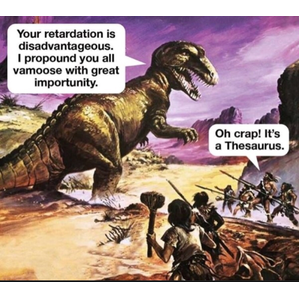 Your retardation is
disadvantageous.
I propound you all
vamoose with great
importunity.
Oh crap! It's
a Thesaurus.